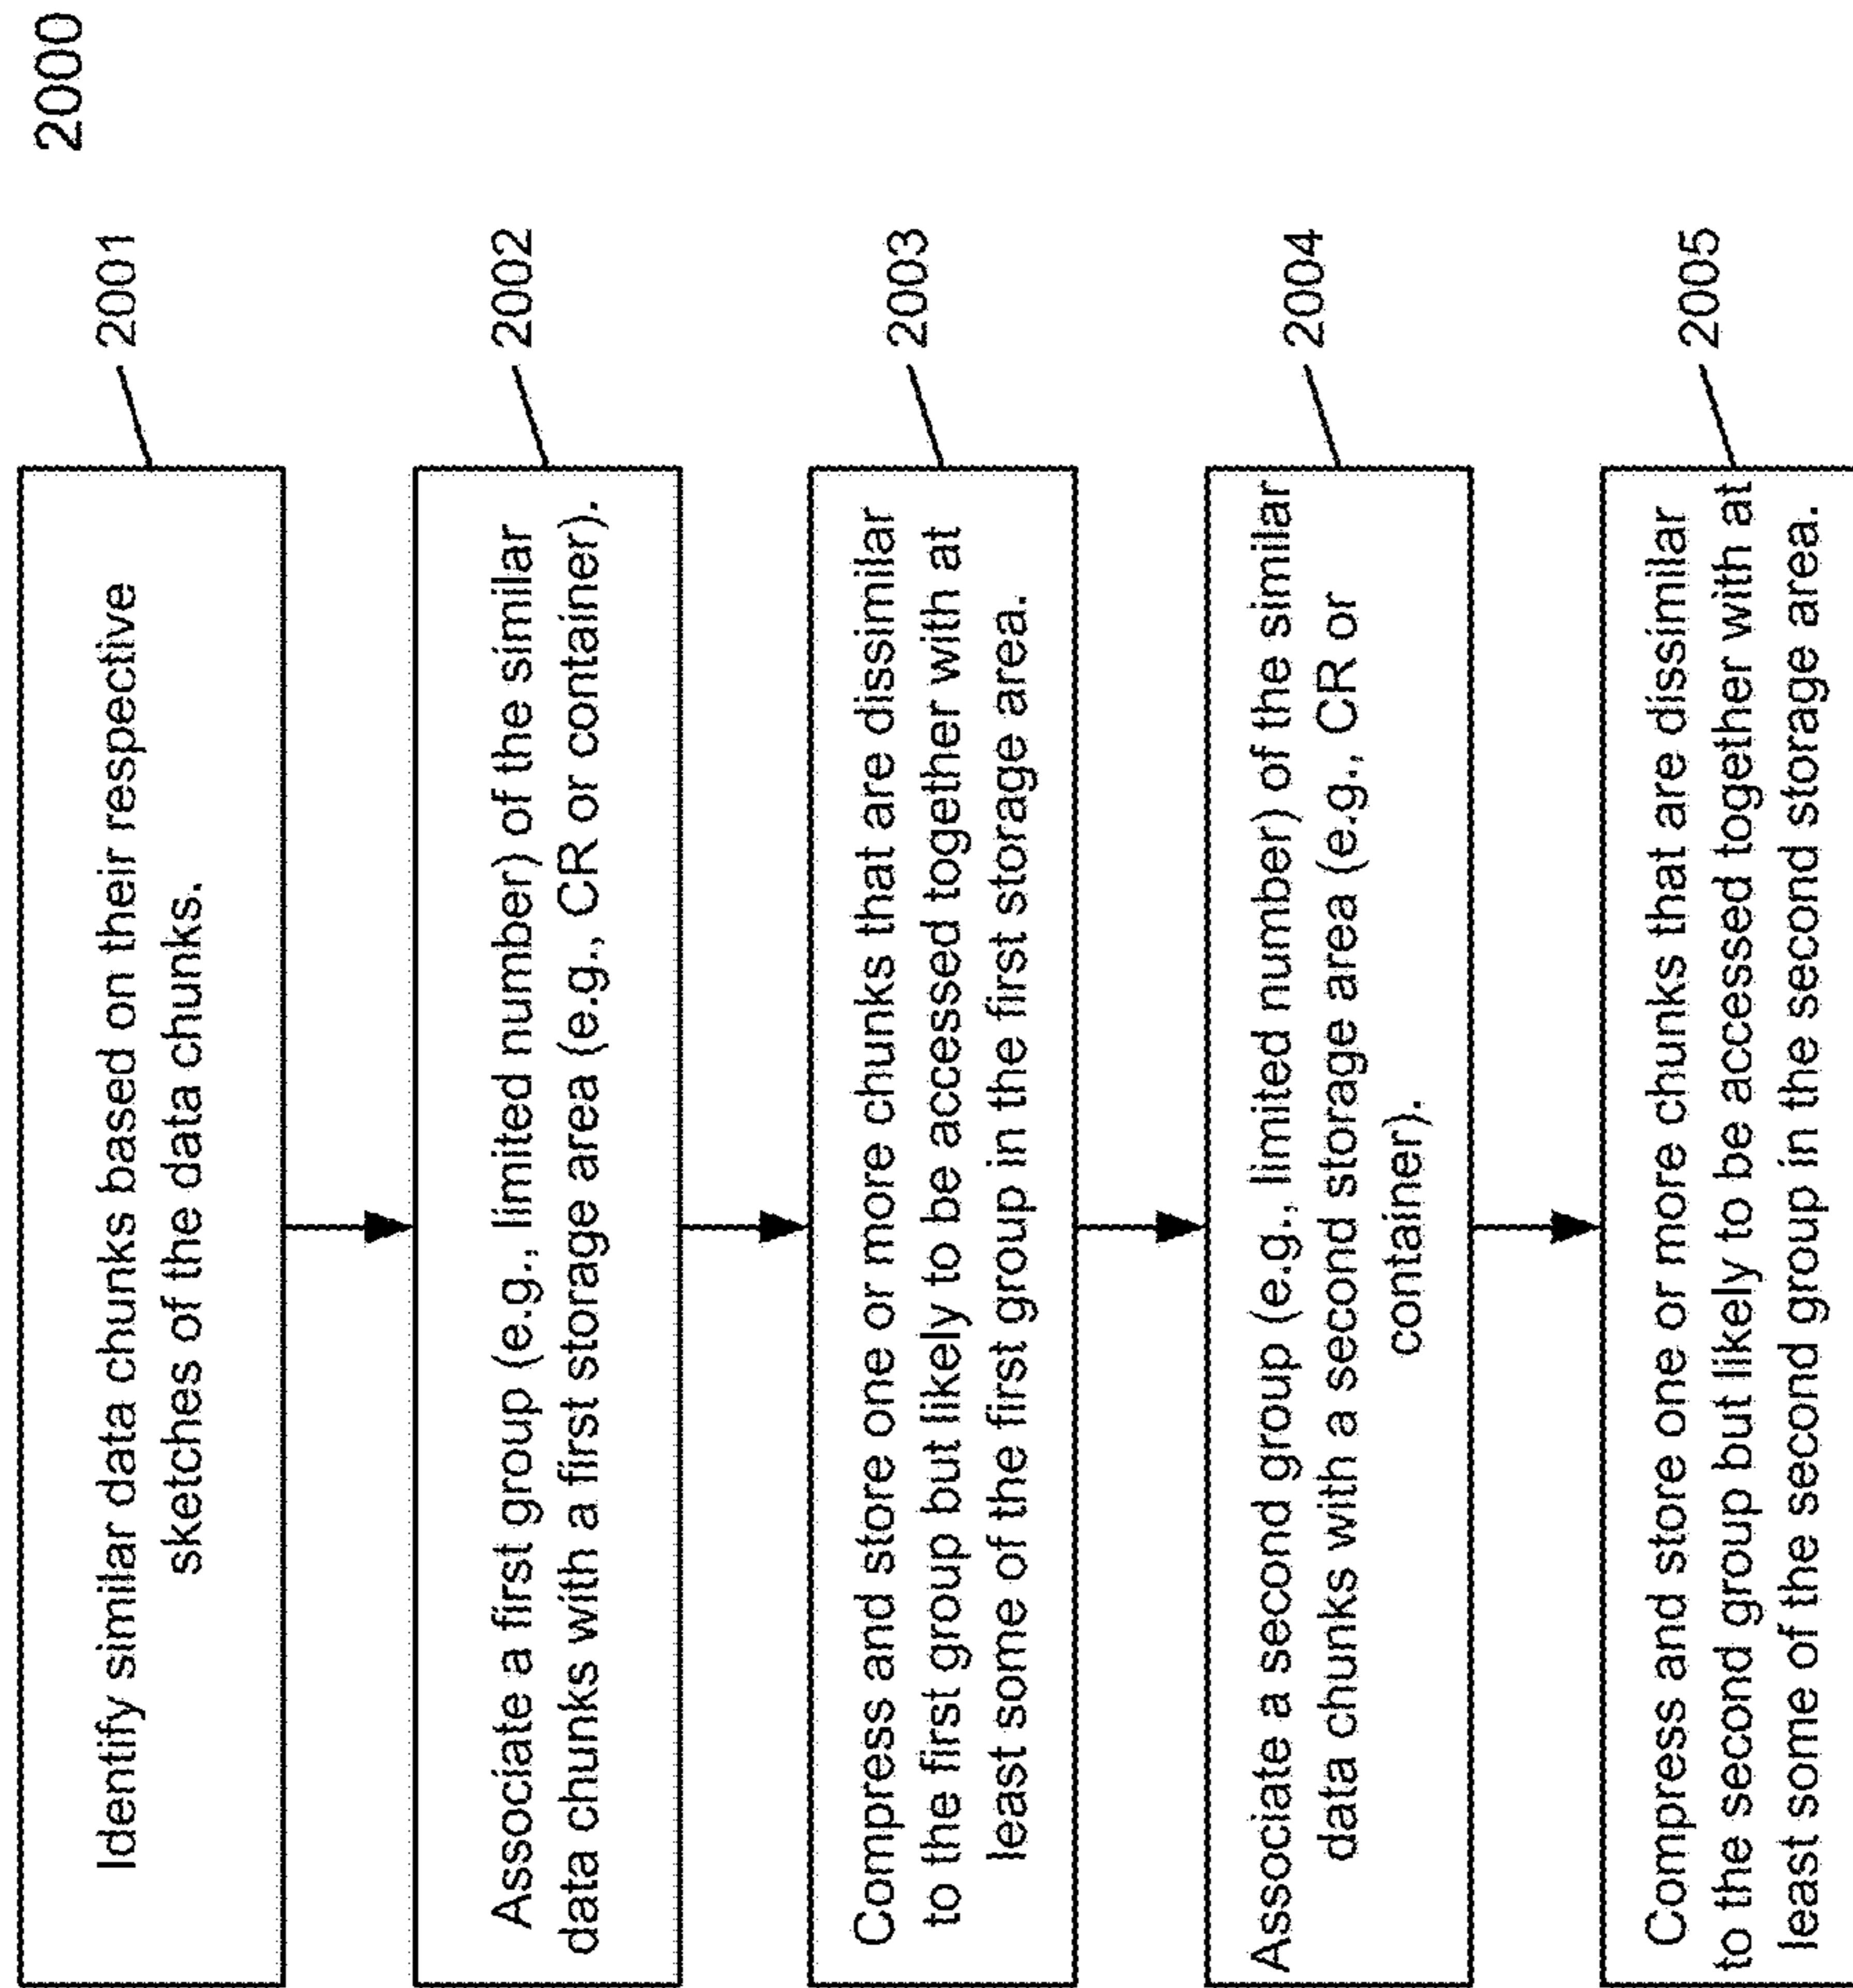 2000
Identify similar data chunks based on their respective
sketches of the data chunks.
2001
Associate a first group (e.g., limited number) of the similar
data chunks with a first storage area (e.g., CR or container).
2002
Compress and store one or more chunks that are dissimilar
to the first group but likely to be accessed together with at
least some of the first group in the first storage area.
2003
Associate a second group (e.g., limited number) of the similar
data chunks with a second storage area (e.g., CR or
container).
2004
Compress and store one or more chunks that are dissimilar
to the second group but likely to be accessed together with at
least some of the second group in the second storage area.
2005